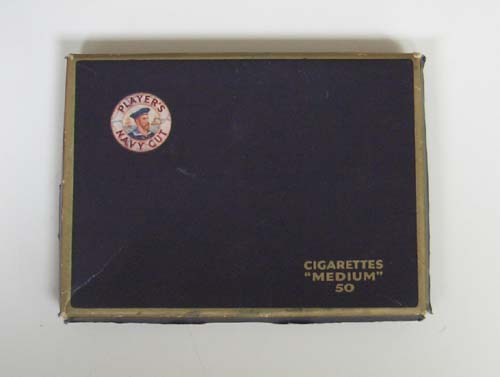 PLAYER'S
NAVY CUT
CIGARETTES
"MEDIUM"
50